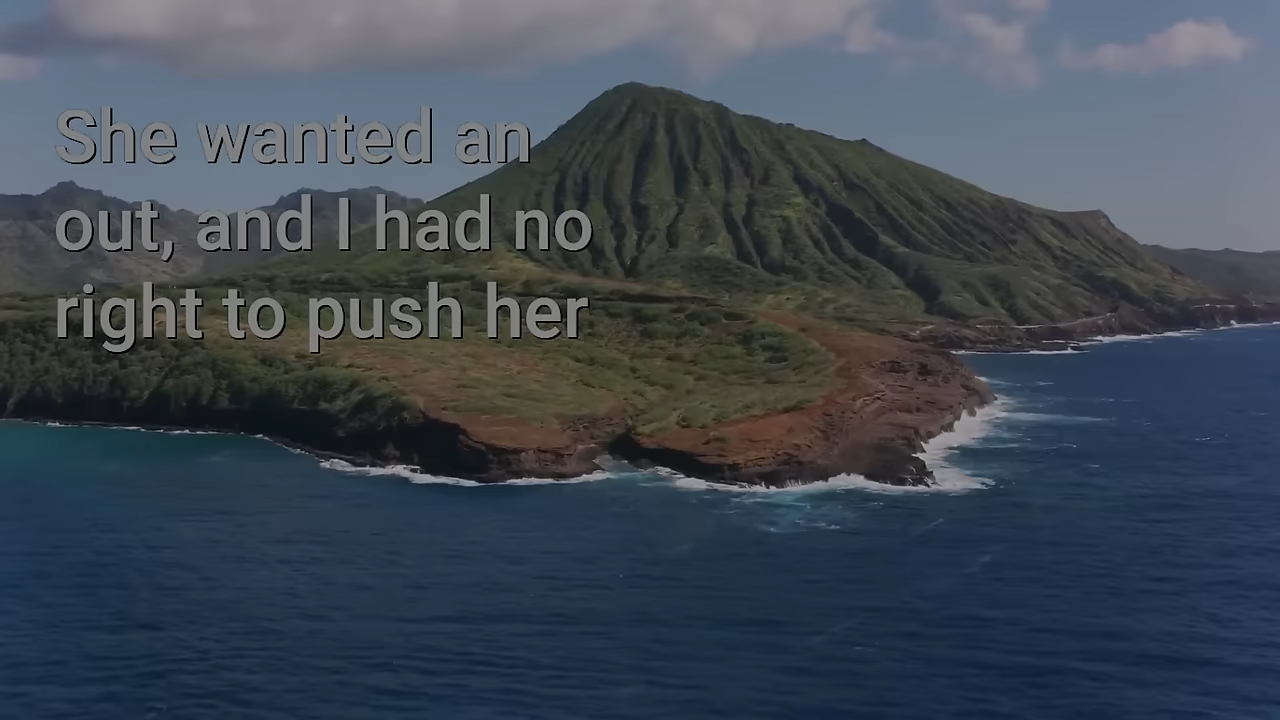 She wanted an
out, and I had no
right to push her